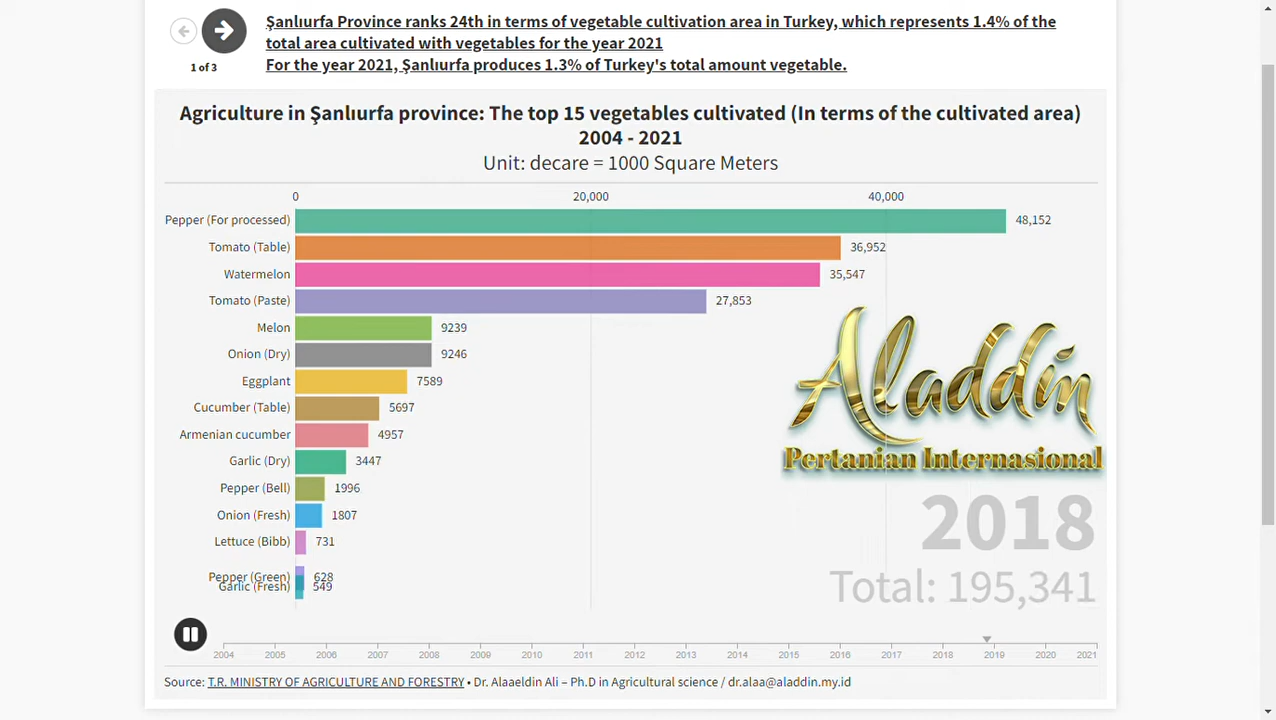 Şanlıurfa Province ranks 24th in terms of vegetable cultivation area in Turkey, which represents 1.4% of the
total area cultivated with vegetables for the year 2021
For the year 2021, Şanlıurfa produces 1.3% of Turkey's total amount vegetable.
1 of 3
Agriculture in Şanlıurfa province: The top 15 vegetables cultivated (In terms of the cultivated area)
2004 - 2021
Unit: decare = 1000 Square Meters
0 20,000 40,000
Pepper (For processed) 48,152
Tomato (Table) 36,952
Watermelon 35,547
Tomato (Paste) 27,853
Melon 9239
Onion (Dry) 9246
Eggplant 7589
Cucumber (Table) 5697
Armenian cucumber 4957
Garlic (Dry) 3447
Pepper (Bell) 1996
Onion (Fresh) 1807
Lettuce (Bibb) 731
Pepper (Green) 628
Garlic (Fresh) 549
Aladdin
Pertanian Internasional
2018
Total: 195,341
2004 2005 2006 2007 2008 2009 2010 2011 2012 2013 2014 2015 2016 2017 2018 2019 2020 2021
Source: T.R. MINISTRY OF AGRICULTURE AND FORESTRY • Dr. Alaaeldin Ali – Ph.D in Agricultural science / dr.alaa@aladdin.my.id